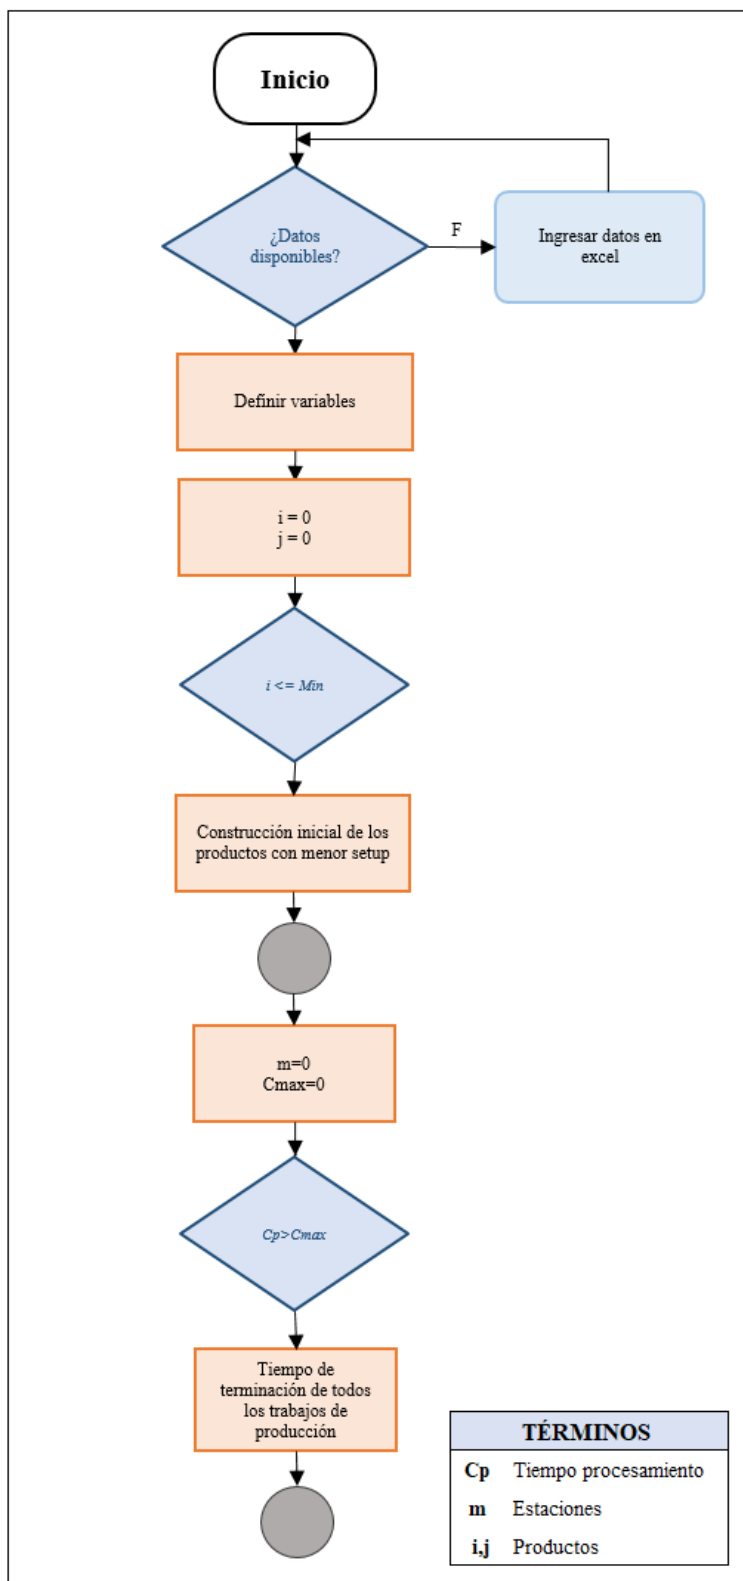 Inicio
¿Datos
disponibles?
F
Ingresar datos en
excel
Definir variables
i = 0
j = 0
i <= Min
Construcción inicial de los
productos con menor setup
m=0
Cmax=0
Cp>Cmax
Tiempo de
terminación de todos
los trabajos de
producción
TÉRMINOS
Cp Tiempo procesamiento
m Estaciones
i,j Productos